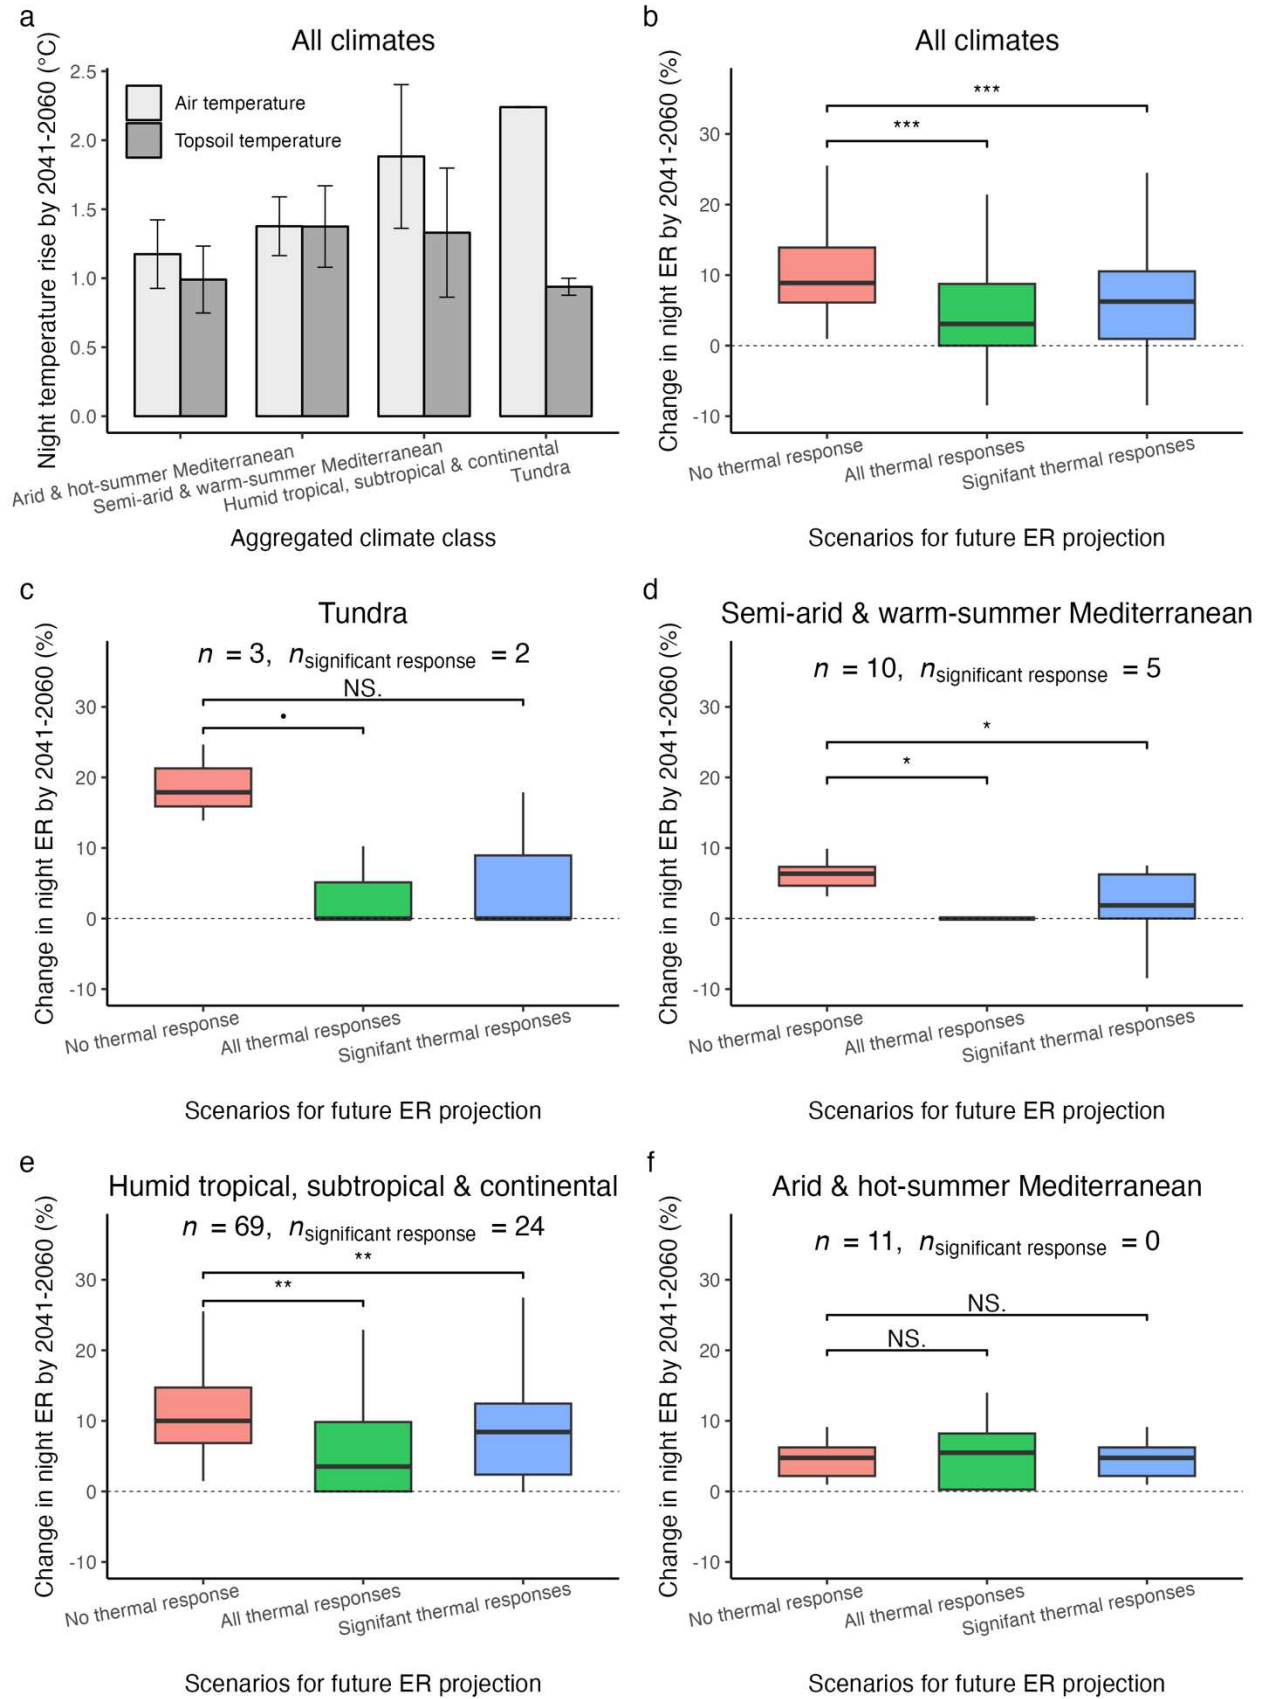 a
All climates
Night temperature rise by 2041-2060 (°C)
2.5
2.0
1.5
1.0
0.5
0.0
Air temperature
Topsoil temperature
Arid & hot-summer Mediterranean
Semi-arid & warm-summer Mediterranean
Humid tropical, subtropical & continental
Tundra
Aggregated climate class
b
All climates
Change in night ER by 2041-2060 (%)
30
20
10
0
-10
***
***
No thermal response
All thermal responses
Signifant thermal responses
Scenarios for future ER projection
c
Tundra
n = 3, n significant response = 2
Change in night ER by 2041-2060 (%)
30
20
10
0
-10
NS.
•
No thermal response
All thermal responses
Signifant thermal responses
Scenarios for future ER projection
d
Semi-arid & warm-summer Mediterranean
n = 10, n significant response = 5
Change in night ER by 2041-2060 (%)
30
20
10
0
-10
*
*
No thermal response
All thermal responses
Signifant thermal responses
Scenarios for future ER projection
e
Humid tropical, subtropical & continental
n = 69, n significant response = 24
Change in night ER by 2041-2060 (%)
30
20
10
0
-10
**
**
No thermal response
All thermal responses
Signifant thermal responses
Scenarios for future ER projection
f
Arid & hot-summer Mediterranean
n = 11, n significant response = 0
Change in night ER by 2041-2060 (%)
30
20
10
0
-10
NS.
NS.
No thermal response
All thermal responses
Signifant thermal responses
Scenarios for future ER projection